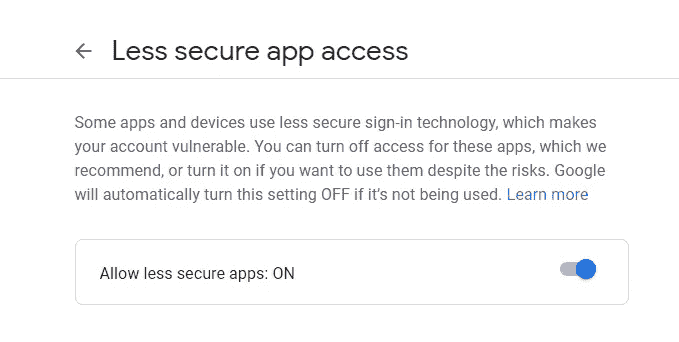 Less secure app access
Some apps and devices use less secure sign-in technology, which makes
your account vulnerable. You can turn off access for these apps, which we
recommend, or turn it on if you want to use them despite the risks. Google
will automatically turn this setting OFF if it's not being used. Learn more
Allow less secure apps: ON